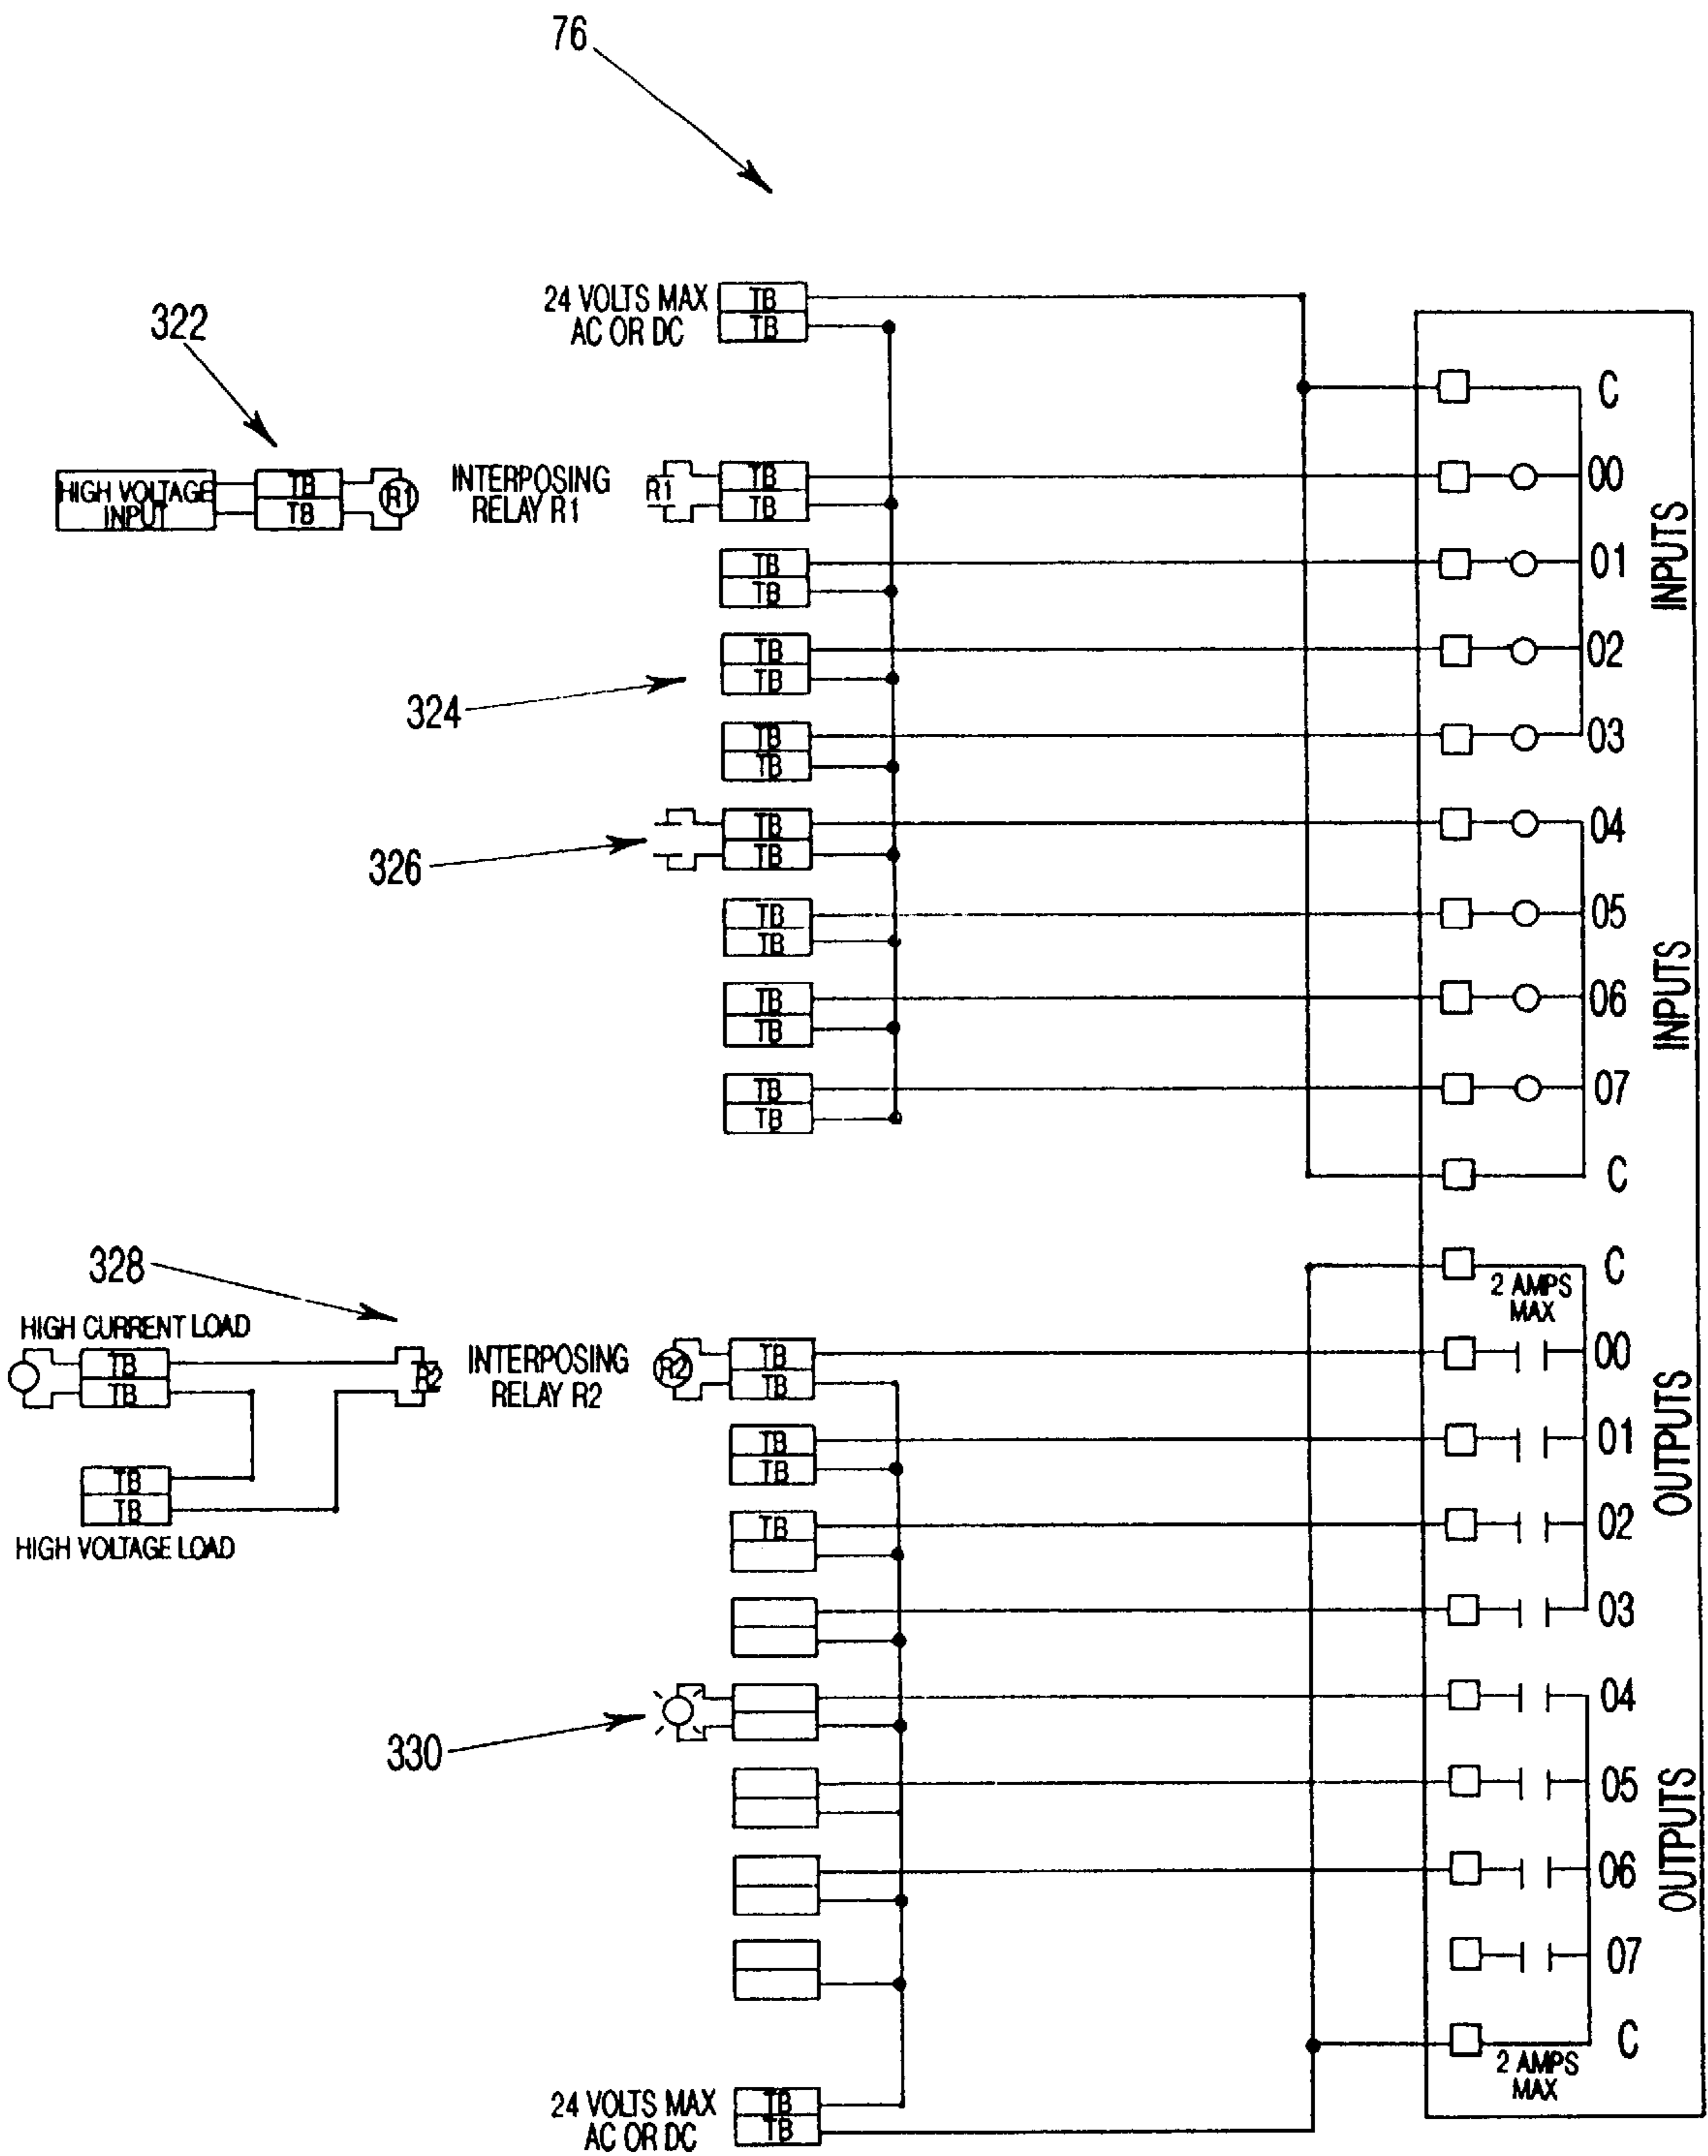 76
24 VOLTS MAX
AC OR DC
TB
TB
322
C
HIGH VOLTAGE
INPUT
TB
TB
R1
INTERPOSING
RELAY R1
R1
TB
TB
00
INPUTS
TB
TB
01
TB
TB
02
324
TB
TB
03
326
TB
TB
04
TB
TB
05
INPUTS
TB
TB
06
TB
TB
07
C
328
C
2 AMPS
MAX
HIGH CURRENT LOAD
TB
TB
R2
INTERPOSING
RELAY R2
R2
TB
TB
00
OUTPUTS
TB
TB
01
TB
TB
HIGH VOLTAGE LOAD
TB
02
03
04
330
05
OUTPUTS
06
07
C
2 AMPS
MAX
24 VOLTS MAX
AC OR DC
TB
TB